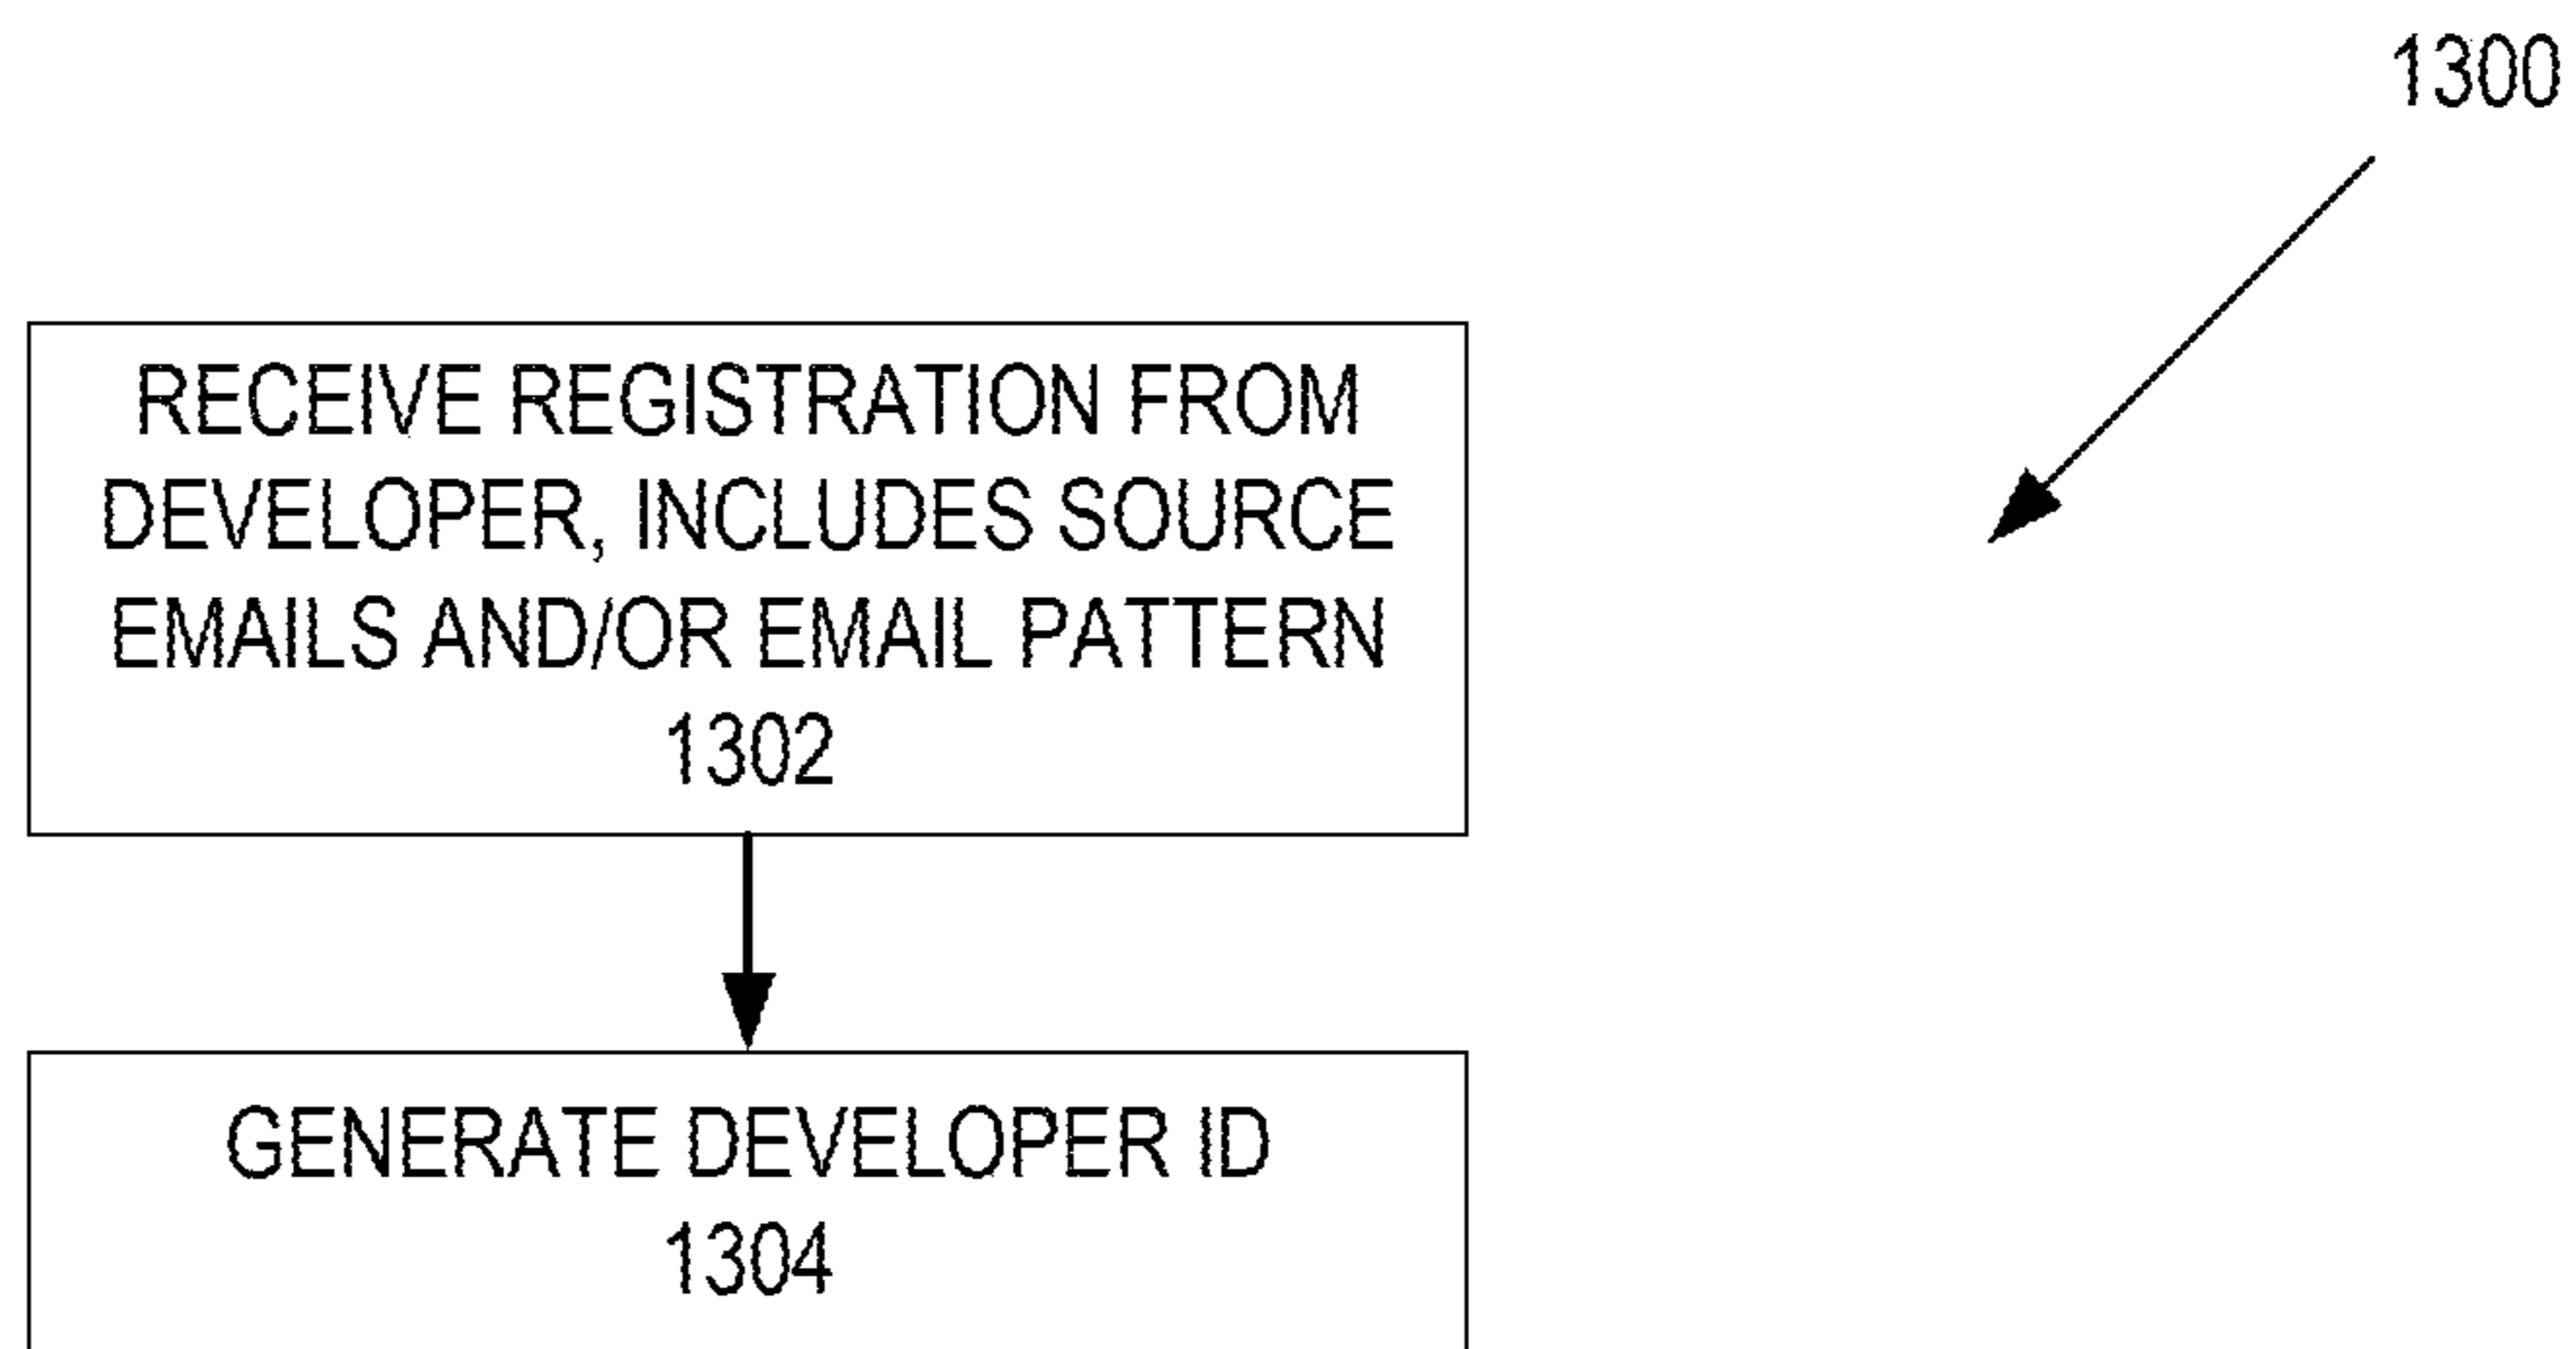 1300
RECEIVE REGISTRATION FROM
DEVELOPER, INCLUDES SOURCE
EMAILS AND/OR EMAIL PATTERN
1302
GENERATE DEVELOPER ID
1304